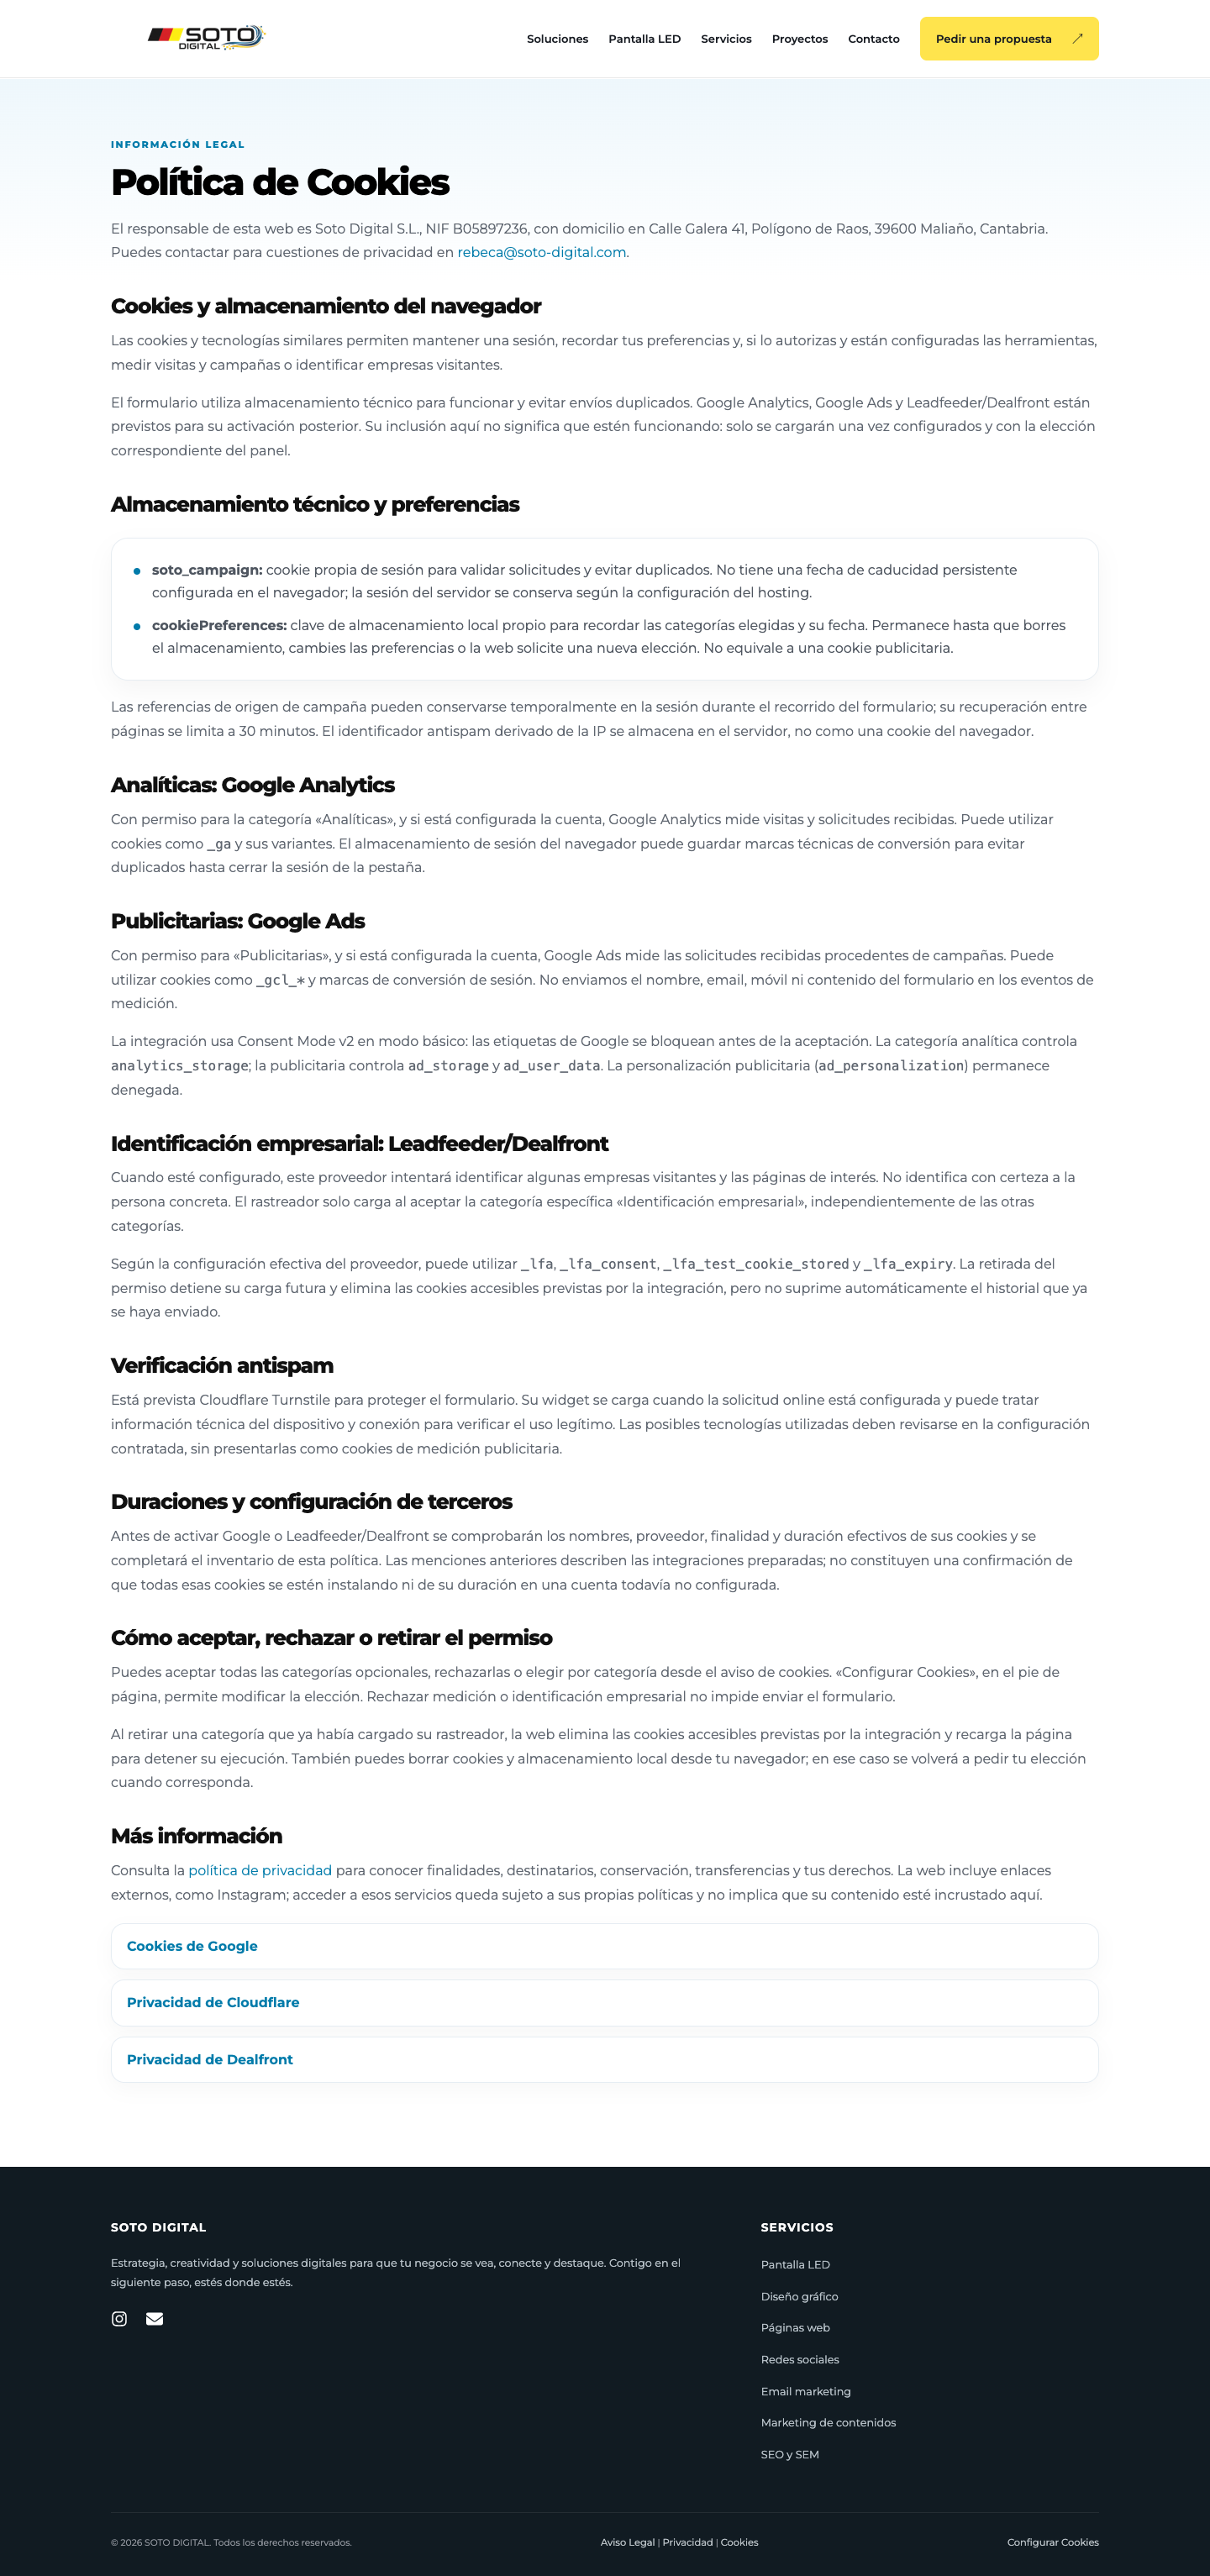 SOTO
DIGITAL
Soluciones
Pantalla LED
Servicios
Proyectos
Contacto
Pedir una propuesta
INFORMACIÓN LEGAL
Política de Cookies
El responsable de esta web es Soto Digital S.L., NIF B05897236, con domicilio en Calle Galera 41, Polígono de Raos, 39600 Maliaño, Cantabria.
Puedes contactar para cuestiones de privacidad en rebeca@soto-digital.com.
Cookies y almacenamiento del navegador
Las cookies y tecnologías similares permiten mantener una sesión, recordar tus preferencias y, si lo autorizas y están configuradas las herramientas,
medir visitas y campañas o identificar empresas visitantes.
El formulario utiliza almacenamiento técnico para funcionar y evitar envíos duplicados. Google Analytics, Google Ads y Leadfeeder/Dealfront están
previstos para su activación posterior. Su inclusión aquí no significa que estén funcionando: solo se cargarán una vez configurados y con la elección
correspondiente del panel.
Almacenamiento técnico y preferencias
soto_campaign: cookie propia de sesión para validar solicitudes y evitar duplicados. No tiene una fecha de caducidad persistente
configurada en el navegador; la sesión del servidor se conserva según la configuración del hosting.
cookiePreferences: clave de almacenamiento local propio para recordar las categorías elegidas y su fecha. Permanece hasta que borres
el almacenamiento, cambies las preferencias o la web solicite una nueva elección. No equivale a una cookie publicitaria.
Las referencias de origen de campaña pueden conservarse temporalmente en la sesión durante el recorrido del formulario; su recuperación entre
páginas se limita a 30 minutos. El identificador antispam derivado de la IP se almacena en el servidor, no como una cookie del navegador.
Analíticas: Google Analytics
Con permiso para la categoría «Analíticas», y si está configurada la cuenta, Google Analytics mide visitas y solicitudes recibidas. Puede utilizar
cookies como _ga y sus variantes. El almacenamiento de sesión del navegador puede guardar marcas técnicas de conversión para evitar
duplicados hasta cerrar la sesión de la pestaña.
Publicitarias: Google Ads
Con permiso para «Publicitarias», y si está configurada la cuenta, Google Ads mide las solicitudes recibidas procedentes de campañas. Puede
utilizar cookies como _gcl_* y marcas de conversión de sesión. No enviamos el nombre, email, móvil ni contenido del formulario en los eventos de
medición.
La integración usa Consent Mode v2 en modo básico: las etiquetas de Google se bloquean antes de la aceptación. La categoría analítica controla
analytics_storage; la publicitaria controla ad_storage y ad_user_data. La personalización publicitaria (ad_personalization) permanece
denegada.
Identificación empresarial: Leadfeeder/Dealfront
Cuando esté configurado, este proveedor intentará identificar algunas empresas visitantes y las páginas de interés. No identifica con certeza a la
persona concreta. El rastreador solo carga al aceptar la categoría específica «Identificación empresarial», independientemente de las otras
categorías.
Según la configuración efectiva del proveedor, puede utilizar _lfa, _lfa_consent, _lfa_test_cookie_stored y _lfa_expiry. La retirada del
permiso detiene su carga futura y elimina las cookies accesibles previstas por la integración, pero no suprime automáticamente el historial que ya
se haya enviado.
Verificación antispam
Está prevista Cloudflare Turnstile para proteger el formulario. Su widget se carga cuando la solicitud online está configurada y puede tratar
información técnica del dispositivo y conexión para verificar el uso legítimo. Las posibles tecnologías utilizadas deben revisarse en la configuración
contratada, sin presentarlas como cookies de medición publicitaria.
Duraciones y configuración de terceros
Antes de activar Google o Leadfeeder/Dealfront se comprobarán los nombres, proveedor, finalidad y duración efectivos de sus cookies y se
completará el inventario de esta política. Las menciones anteriores describen las integraciones preparadas; no constituyen una confirmación de
que todas esas cookies se estén instalando ni de su duración en una cuenta todavía no configurada.
Cómo aceptar, rechazar o retirar el permiso
Puedes aceptar todas las categorías opcionales, rechazarlas o elegir por categoría desde el aviso de cookies. «Configurar Cookies», en el pie de
página, permite modificar la elección. Rechazar medición o identificación empresarial no impide enviar el formulario.
Al retirar una categoría que ya había cargado su rastreador, la web elimina las cookies accesibles previstas por la integración y recarga la página
para detener su ejecución. También puedes borrar cookies y almacenamiento local desde tu navegador; en ese caso se volverá a pedir tu elección
cuando corresponda.
Más información
Consulta la política de privacidad para conocer finalidades, destinatarios, conservación, transferencias y tus derechos. La web incluye enlaces
externos, como Instagram; acceder a esos servicios queda sujeto a sus propias políticas y no implica que su contenido esté incrustado aquí.
Cookies de Google
Privacidad de Cloudflare
Privacidad de Dealfront
SOTO DIGITAL
Estrategia, creatividad y soluciones digitales para que tu negocio se vea, conecte y destaque. Contigo en el
siguiente paso, estés donde estés.
SERVICIOS
Pantalla LED
Diseño gráfico
Páginas web
Redes sociales
Email marketing
Marketing de contenidos
SEO y SEM
© 2026 SOTO DIGITAL. Todos los derechos reservados.
Aviso Legal | Privacidad | Cookies
Configurar Cookies